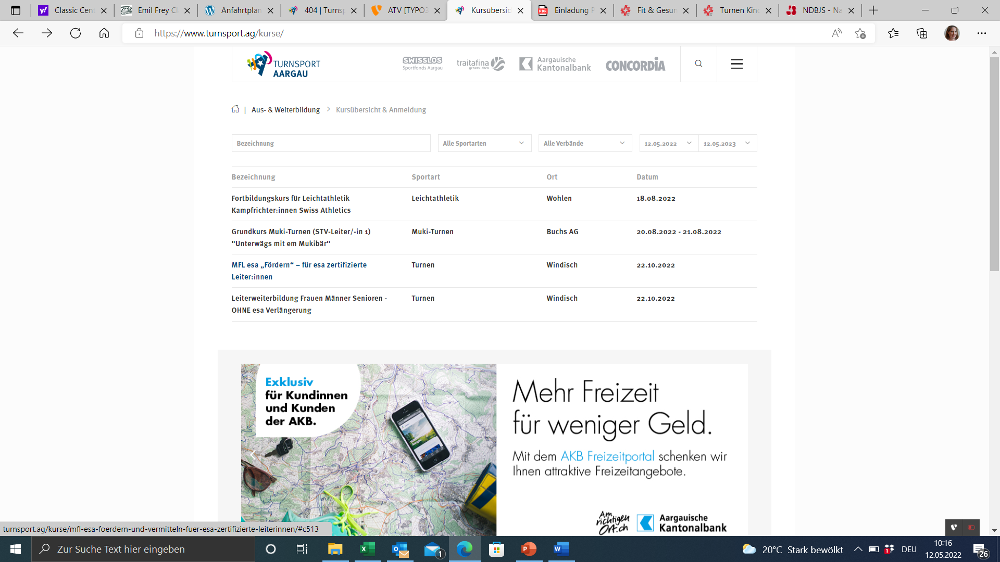 Classic Cent
Emil Frey Cl
Anfahrtplan
404 | Turnsp
ATV [TYPO3
Kursübersic
Einladung P
Fit & Gesun
Turnen Kind
NDBJS - Na
https://www.turnsport.ag/kurse/
TURNSPORT
AARGAU
SWISSLOS
Sportfonds Aargau
traitafina
genuss leben
Aargauische
Kantonalbank
CONCORDIA
| Aus- & Weiterbildung > Kursübersicht & Anmeldung
Bezeichnung
Alle Sportarten
Alle Verbände
12.05.2022
12.05.2023
Bezeichnung Sportart Ort Datum
Fortbildungskurs für Leichtathletik Leichtathletik Wohlen 18.08.2022
Kampfrichter:innen Swiss Athletics
Grundkurs Muki-Turnen (STV-Leiter/-in 1) Muki-Turnen Buchs AG 20.08.2022 - 21.08.2022
"Unterwägs mit em Mukibär"
MFL esa „Fördern“ – für esa zertifizierte Turnen Windisch 22.10.2022
Leiter:innen
Leiterweiterbildung Frauen Männer Senioren - Turnen Windisch 22.10.2022
OHNE esa Verlängerung
Exklusiv
für Kundinnen
und Kunden
der AKB.
Mehr Freizeit
für weniger Geld.
Mit dem AKB Freizeitportal schenken wir
Ihnen attraktive Freizeitangebote.
Am
richtigen
Ort.ch
Aargauische
Kantonalbank
turnsport.ag/kurse/mfl-esa-foerdern-und-vermitteln-fuer-esa-zertifizierte-leiterinnen/#c513
Zur Suche Text hier eingeben
1
20°C Stark bewölkt
1
DEU
10:16
12.05.2022
26